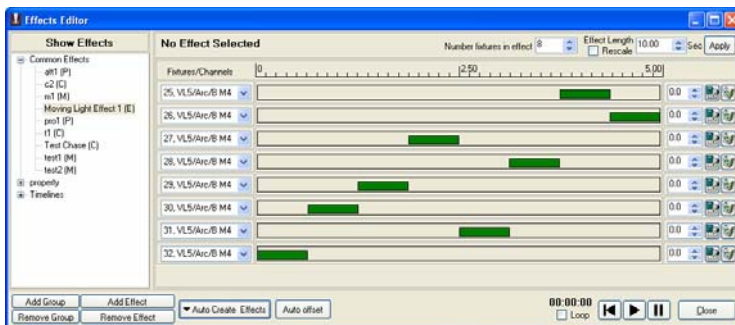 Effects Editor
Show Effects
Common Effects
att1 (P)
c2 (C)
m1 (M)
Moving Light Effect 1 (E)
pro1 (P)
t1 (C)
Test Chase (C)
test1 (M)
test2 (M)
properly
Timelines
No Effect Selected
Number fixtures in effect 8
Effect Length 10.00 Sec Apply
Rescale
Fixtures/Channels 0 2.50 5.00
25, VL5/Arc/B M4 0.0
26, VL5/Arc/B M4 0.0
27, VL5/Arc/B M4 0.0
28, VL5/Arc/B M4 0.0
29, VL5/Arc/B M4 0.0
30, VL5/Arc/B M4 0.0
31, VL5/Arc/B M4 0.0
32, VL5/Arc/B M4 0.0
Add Group Add Effect
Remove Group Remove Effect
Auto Create Effects Auto offset
00:00:00
Loop
Close